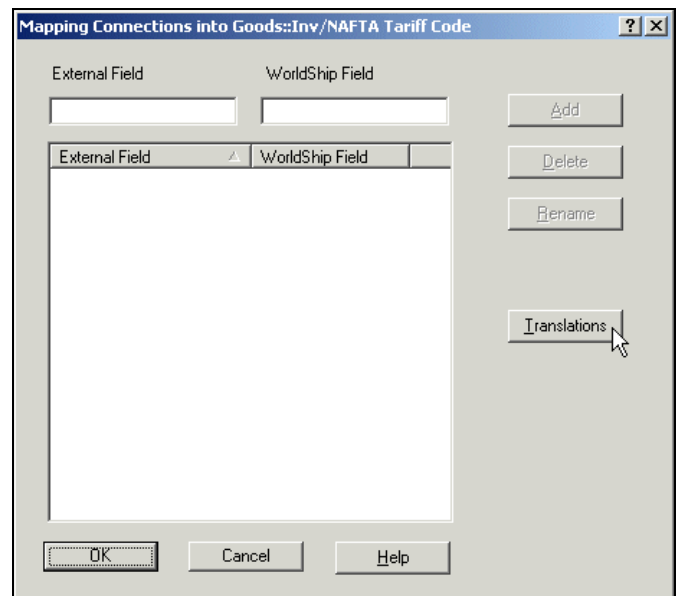 Mapping Connections into Goods::Inv/NAFTA Tariff Code ? X
External Field WorldShip Field
Add
External Field WorldShip Field
Delete
Rename
Translations
OK Cancel Help